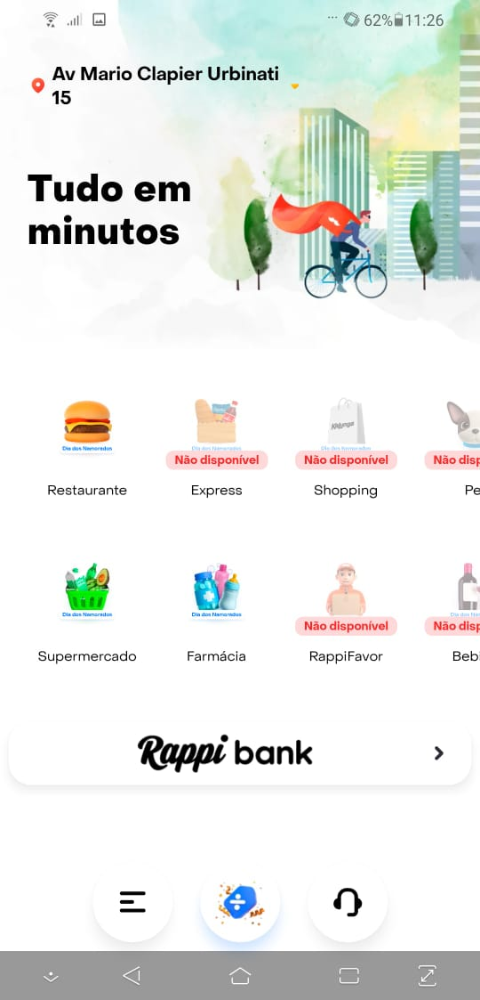 62% 11:26
Av Mario Clapier Urbinati
15
Tudo em
minutos
Dia dos Namorados
Dia dos Namorados
Kalunga
Dia dos Namorados
Não disponível
Não disponível
Não disp
Restaurante
Express
Shopping
Pe
Dia dos Namorados
Dia dos Namorados
Não disponível
Não disp
Supermercado
Farmácia
RappiFavor
Bebi
Rappi bank